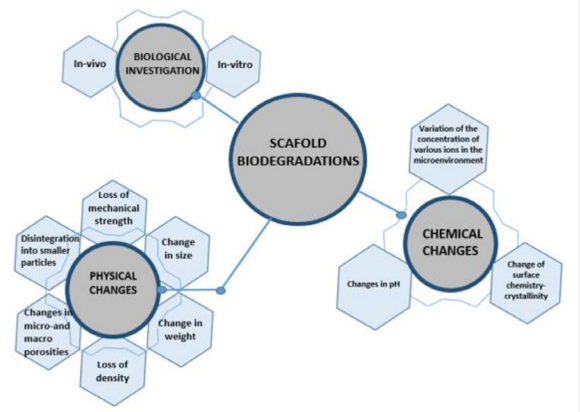 BIOLOGICAL
INVESTIGATION
In-vivo
In-vitro
SCAFOLD
BIODEGRADATIONS
Variation of the
concentration of
various ions in the
microenvironment
CHEMICAL
CHANGES
Changes in pH
Change of
surface
chemistry-
crystallinity
Loss of
mechanical
strength
Disintegration
into smaller
particles
Change
in size
PHYSICAL
CHANGES
Changes in
micro-and
macro
porosities
Change in
weight
Loss of
density